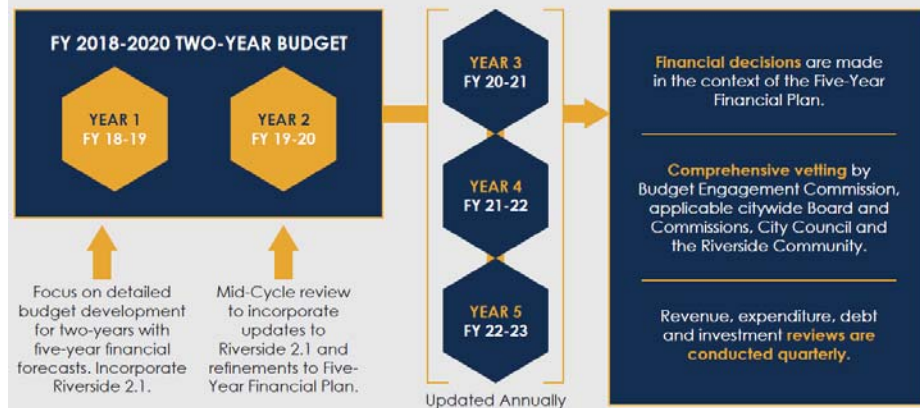 FY 2018-2020 TWO-YEAR BUDGET
YEAR 1
FY 18-19
YEAR 2
FY 19-20
Focus on detailed
budget development
for two-years with
five-year financial
forecasts. Incorporate
Riverside 2.1.
Mid-Cycle review
to incorporate
updates to
Riverside 2.1 and
refinements to Five-
Year Financial Plan.
YEAR 3
FY 20-21
YEAR 4
FY 21-22
YEAR 5
FY 22-23
Updated Annually
Financial decisions are made
in the context of the Five-Year
Financial Plan.
Comprehensive vetting by
Budget Engagement Commission,
applicable citywide Board and
Commissions, City Council and
the Riverside Community.
Revenue, expenditure, debt
and investment reviews are
conducted quarterly.